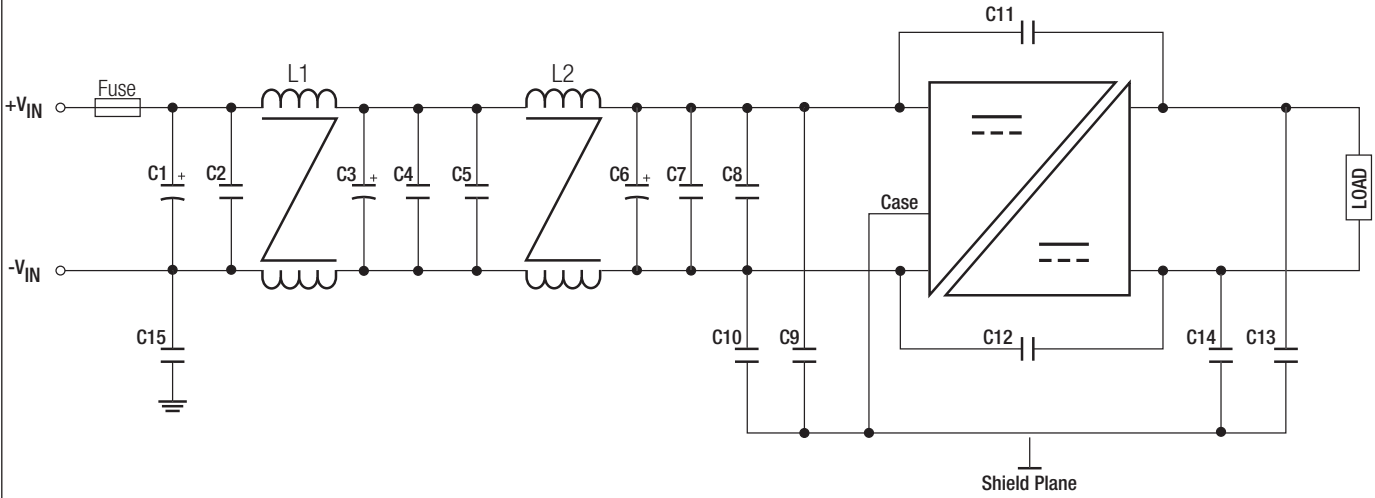 C11
L1
L2
Fuse
+VIN
C1 +
C2
C3 +
C4
C5
C6 +
C7
C8
Case
LOAD
-VIN
C15
C10
C9
C12
C14
C13
Shield Plane